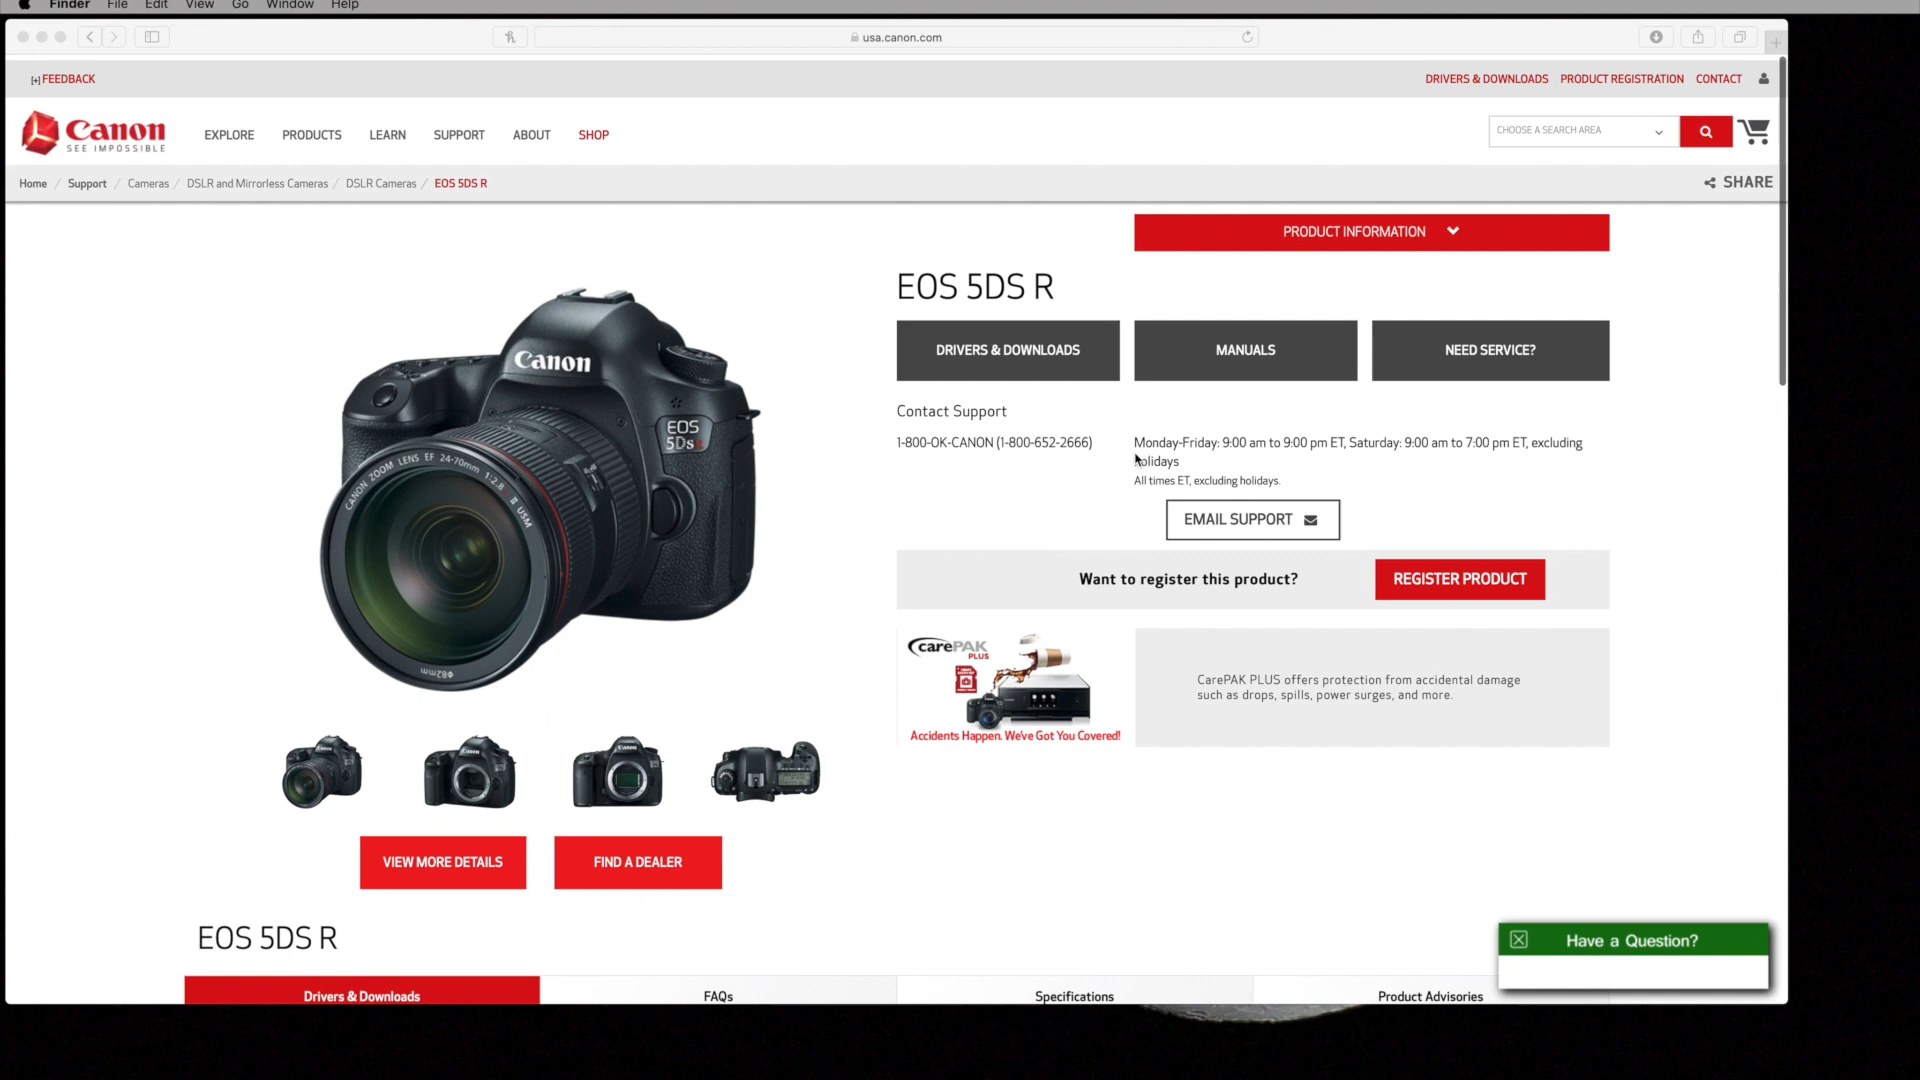 Finder File Edit View Go Window Help
usa.canon.com
[+] FEEDBACK
DRIVERS & DOWNLOADS PRODUCT REGISTRATION CONTACT
Canon
SEE IMPOSSIBLE
EXPLORE PRODUCTS LEARN SUPPORT ABOUT SHOP
CHOOSE A SEARCH AREA
Home / Support / Cameras / DSLR and Mirrorless Cameras / DSLR Cameras / EOS 5DS R
SHARE
PRODUCT INFORMATION
EOS 5DS R
DRIVERS & DOWNLOADS
MANUALS
NEED SERVICE?
Contact Support
1-800-OK-CANON (1-800-652-2666)
Monday-Friday: 9:00 am to 9:00 pm ET, Saturday: 9:00 am to 7:00 pm ET, excluding
holidays
All times ET, excluding holidays.
EMAIL SUPPORT
Want to register this product?
REGISTER PRODUCT
Canon
EOS
5Ds R
CANON ZOOM LENS EF 24-70mm 1:2.8 L II USM
Φ82mm
carePAK
PLUS
Accidents Happen. We've Got You Covered!
CarePAK PLUS offers protection from accidental damage
such as drops, spills, power surges, and more.
VIEW MORE DETAILS
FIND A DEALER
EOS 5DS R
Have a Question?
Drivers & Downloads
FAQs
Specifications
Product Advisories